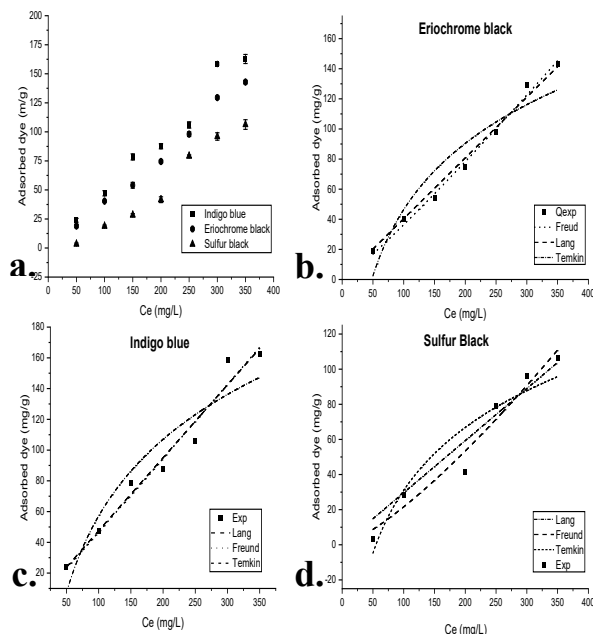 a.
200
175
150
125
100
75
50
25
0
25
Adsorbed dye (m/g)
Indigo blue
Eriochrome black
Sulfur black
0 50 100 150 200 250 300 350 400
Ce (mg/L)
b.
Eriochrome black
160
140
120
100
80
60
40
20
0
Adsorbed dye (mg/g)
Qexp
Freud
Lang
Temkin
0 50 100 150 200 250 300 350 400
Ce (mg/L)
c.
Indigo blue
180
160
140
120
100
80
60
40
20
Adsorbed dye (mg/g)
Exp
Lang
Freund
Temkin
50 100 150 200 250 300 350
Ce (mg/L)
d.
Sulfur Black
120
100
80
60
40
20
0
-20
Adsorbed dye (mg/g)
Lang
Freund
Temkin
Exp
0 50 100 150 200 250 300 350 400
Ce (mg/L)